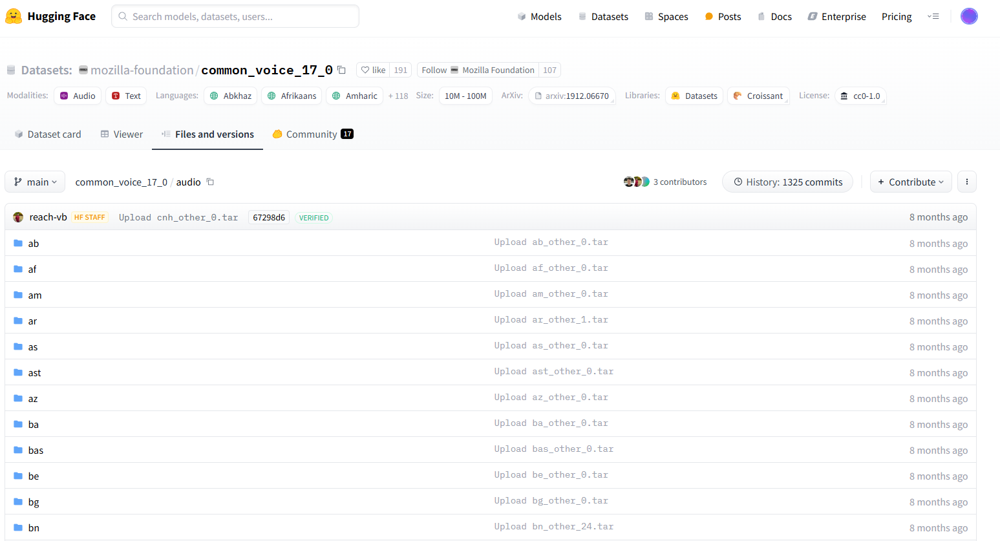 Hugging Face Search models, datasets, users... Models Datasets Spaces Posts Docs Enterprise Pricing
Datasets: mozilla-foundation/common_voice_17_0 like 191 Follow Mozilla Foundation 107
Modalities: Audio Text Languages: Abkhaz Afrikaans Amharic + 118 Size: 10M - 100M ArXiv: arxiv:1912.06670 Libraries: Datasets Croissant License: cc0-1.0
Dataset card Viewer Files and versions Community 17
main common_voice_17_0 / audio 3 contributors History: 1325 commits + Contribute
reach-vb HF STAFF Upload cnh_other_0.tar 67298d6 VERIFIED 8 months ago
ab Upload ab_other_0.tar 8 months ago
af Upload af_other_0.tar 8 months ago
am Upload am_other_0.tar 8 months ago
ar Upload ar_other_1.tar 8 months ago
as Upload as_other_0.tar 8 months ago
ast Upload ast_other_0.tar 8 months ago
az Upload az_other_0.tar 8 months ago
ba Upload ba_other_0.tar 8 months ago
bas Upload bas_other_0.tar 8 months ago
be Upload be_other_0.tar 8 months ago
bg Upload bg_other_0.tar 8 months ago
bn Upload bn_other_24.tar 8 months ago